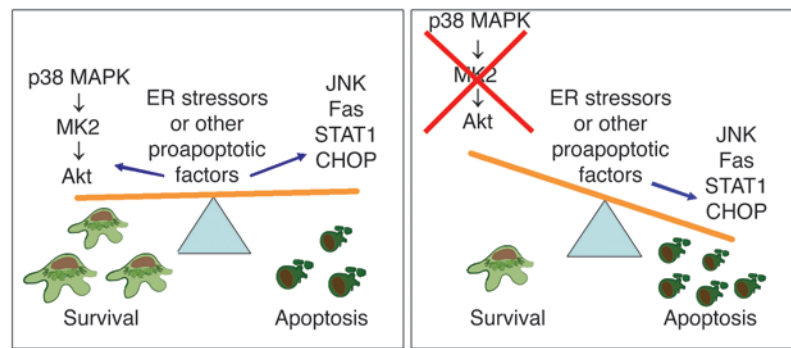 p38 MAPK
↓
MK2
↓
Akt
ER stressors
or other
proapoptotic
factors
JNK
Fas
STAT1
CHOP
Survival
Apoptosis
p38 MAPK
↓
MK2
↓
Akt
ER stressors
or other
proapoptotic
factors
JNK
Fas
STAT1
CHOP
Survival
Apoptosis